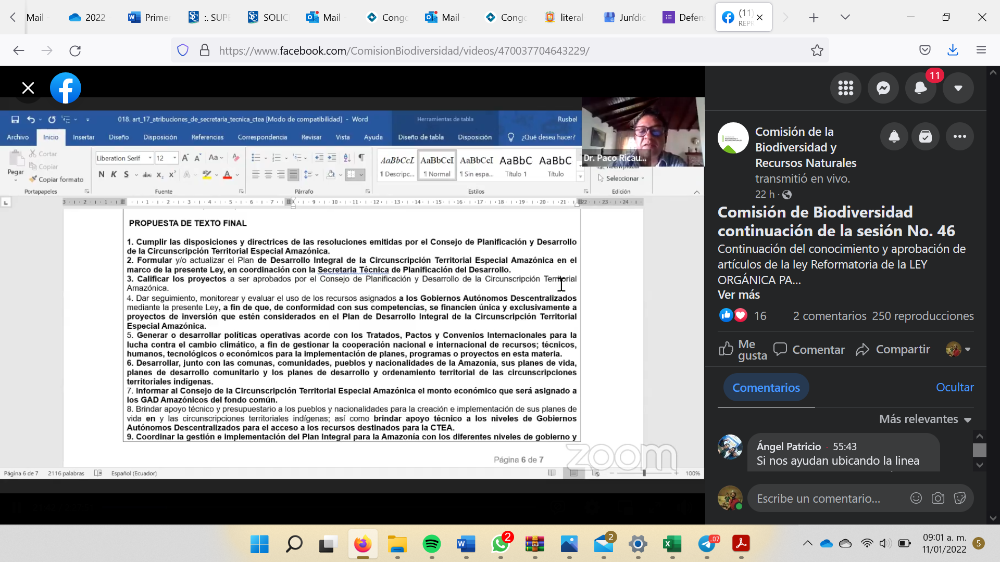 Mail -
2022 -
Primer
:. SUPE
SOLIC
Mail -
Congo
Mail -
Congo
literal-
Jurídic
Defen
(11)
REPR
https://www.facebook.com/ComisionBiodiversidad/videos/470037704643229/
018. art_17_atribuciones_de_secretaria_tecnica_ctea [Modo de compatibilidad] - Word
Herramientas de tabla
Rusbel
Archivo
Inicio
Insertar
Diseño
Disposición
Referencias
Correspondencia
Revisar
Vista
Ayuda
Diseño de tabla
Disposición
¿Qué desea hacer?
Pegar
Cortar
Copiar
Copiar formato
Portapapeles
Liberation Serif
12
Fuente
Párrafo
AaBbCcI
AaBbCcI
AaBbCcI
AaBbC
AaBbC
¶ Descripc...
¶ Normal
¶ Sin espa...
Título 1
Título
Estilos
Reemplazar
Seleccionar
Edición
Dr. Paco Ricau...
PROPUESTA DE TEXTO FINAL
1. Cumplir las disposiciones y directrices de las resoluciones emitidas por el Consejo de Planificación y Desarrollo
de la Circunscripción Territorial Especial Amazónica.
2. Formular y/o actualizar el Plan de Desarrollo Integral de la Circunscripción Territorial Especial Amazónica en el
marco de la presente Ley, en coordinación con la Secretaria Técnica de Planificación del Desarrollo.
3. Calificar los proyectos a ser aprobados por el Consejo de Planificación y Desarrollo de la Circunscripción Territorial
Amazónica.
4. Dar seguimiento, monitorear y evaluar el uso de los recursos asignados a los Gobiernos Autónomos Descentralizados
mediante la presente Ley, a fin de que, de conformidad con sus competencias, se financien única y exclusivamente a
proyectos de inversión que estén considerados en el Plan de Desarrollo Integral de la Circunscripción Territorial
Especial Amazónica.
5. Generar o desarrollar políticas operativas acorde con los Tratados, Pactos y Convenios Internacionales para la
lucha contra el cambio climático, a fin de gestionar la cooperación nacional e internacional de recursos; técnicos,
humanos, tecnológicos o económicos para la implementación de planes, programas o proyectos en esta materia.
6. Desarrollar, junto con las comunas, comunidades, pueblos y nacionalidades de la Amazonía, sus planes de vida,
planes de desarrollo comunitario y los planes de desarrollo y ordenamiento territorial de las circunscripciones
territoriales indígenas.
7. Informar al Consejo de la Circunscripción Territorial Especial Amazónica el monto económico que será asignado a
los GAD Amazónicos del fondo común.
8. Brindar apoyo técnico y presupuestario a los pueblos y nacionalidades para la creación e implementación de sus planes de
vida en y las circunscripciones territoriales indígenas; así como brindar apoyo técnico a los niveles de Gobiernos
Autónomos Descentralizados para el acceso a los recursos destinados para la CTEA.
9. Coordinar la gestión e implementación del Plan Integral para la Amazonía con los diferentes niveles de gobierno y
Página 6 de 7
zoom
Página 6 de 7
2116 palabras
Español (Ecuador)
100%
11
Comisión de la
Biodiversidad y
Recursos Naturales
transmitió en vivo.
22 h ·
Comisión de Biodiversidad
continuación de la sesión No. 46
Continuación del conocimiento y aprobación de
artículos de la ley Reformatoria de la LEY
ORGÁNICA PA...
Ver más
16
2 comentarios
250 reproducciones
Me gusta
Comentar
Compartir
Comentarios
Ocultar
Más relevantes
Ángel Patricio · 55:43
Si nos ayudan ubicando la linea
Escribe un comentario...
2
2
..07
09:01 a. m.
11/01/2022
5